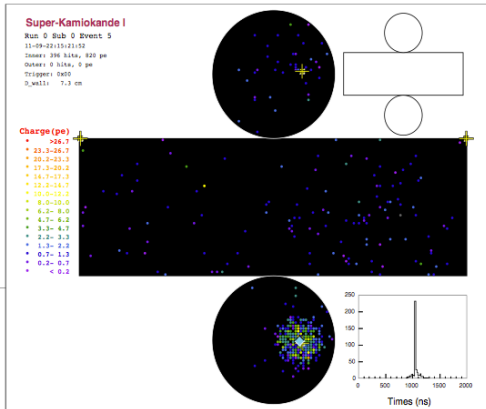 Super-Kamiokande I
Run 0 Sub 0 Event 5
11-09-22:15:21:52
Inner: 396 hits, 820 pe
Outer: 0 hits, 0 pe
Trigger: 0x00
D_wall: 7.3 cm
Charge(pe)
>26.7
23.3-26.7
20.2-23.3
17.3-20.2
14.7-17.3
12.2-14.7
10.0-12.2
8.0-10.0
6.2- 8.0
4.7- 6.2
3.3- 4.7
2.2- 3.3
1.3- 2.2
0.7- 1.3
0.2- 0.7
< 0.2
250
200
150
100
50
0
0 500 1000 1500 2000
Times (ns)